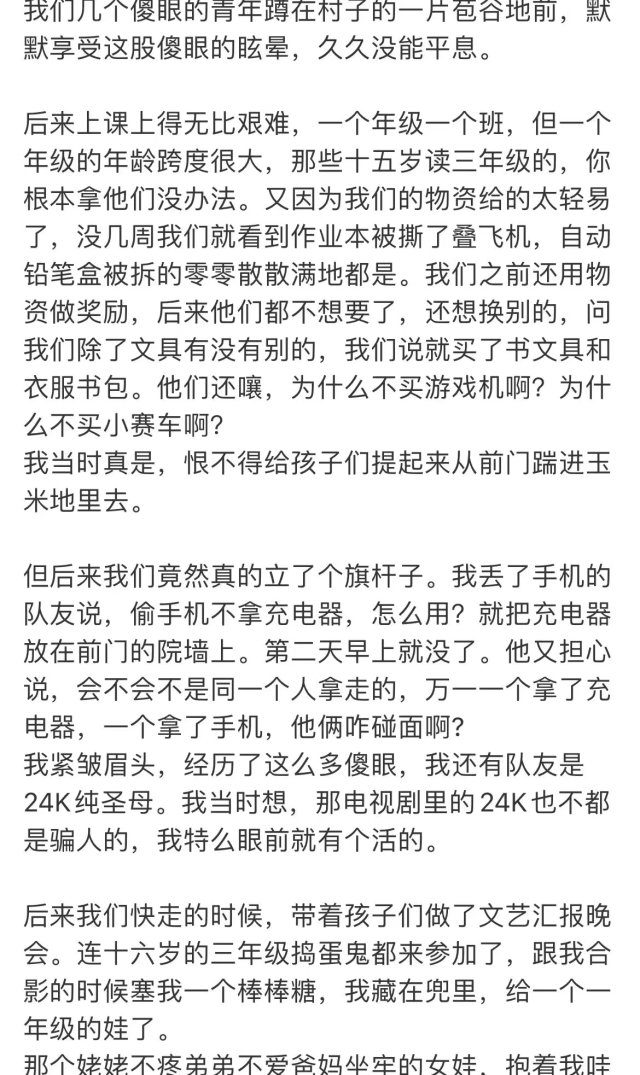 我们几个傻眼的青年蹲在村子的一片苞谷地前，默
默享受这股傻眼的眩晕，久久没能平息。
后来上课上得无比艰难，一个年级一个班，但一个
年级的年龄跨度很大，那些十五岁读三年级的，你
根本拿他们没办法。又因为我们的物资给的太轻易
了，没几周我们就看到作业本被撕了叠飞机，自动
铅笔盒被拆的零零散散满地都是。我们之前还用物
资做奖励，后来他们都不想要了，还想换别的，问
我们除了文具有没有别的，我们说就买了书文具和
衣服书包。他们还嚷，为什么不买游戏机啊？为什
么不买小赛车啊？
我当时真是，恨不得给孩子们提起来从前门踹进玉
米地里去。
但后来我们竟然真的立了个旗杆子。我丢了手机的
队友说，偷手机不拿充电器，怎么用？就把充电器
放在前门的院墙上。第二天早上就没了。他又担心
说，会不会不是同一个人拿走的，万一一个拿了充
电器，一个拿了手机，他俩咋碰面啊？
我紧皱眉头，经历了这么多傻眼，我还有队友是
24K纯圣母。我当时想，那电视剧里的24K也不都
是骗人的，我特么眼前就有个活的。
后来我们快走的时候，带着孩子们做了文艺汇报晚
会。连十六岁的三年级捣蛋鬼都来参加了，跟我合
影的时候塞我一个棒棒糖，我藏在兜里，给一个一
年级的娃了。
那个姥姥不疼弟弟不爱爸妈坐牢的女娃，抱着我哇